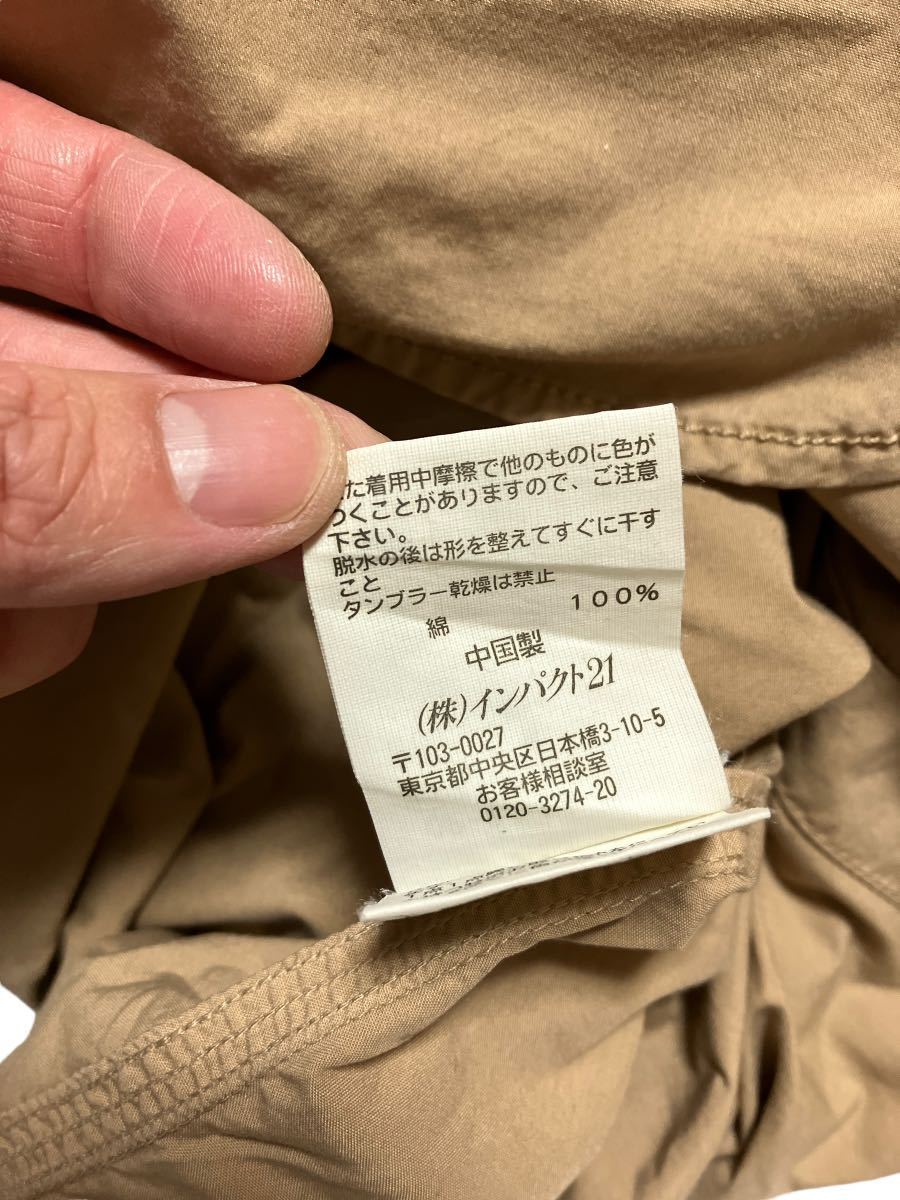 た着用中摩擦で他のものに色が
つくことがありますので、ご注意
下さい。
脱水の後は形を整えてすぐに干す
こと
タンブラー乾燥は禁止
綿 100%
中国製
(株)インパクト21
〒103-0027
東京都中央区日本橋3-10-5
お客様相談室
0120-3274-20